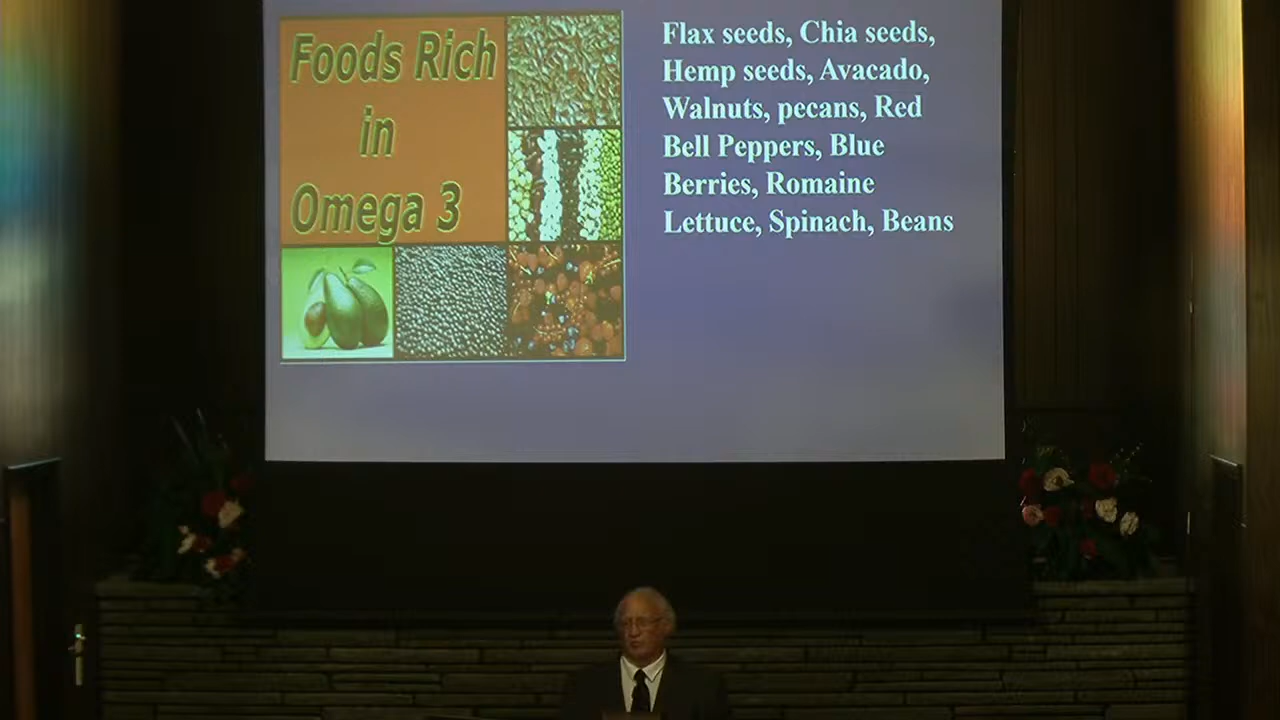 Foods Rich
in
Omega 3
Flax seeds, Chia seeds,
Hemp seeds, Avacado,
Walnuts, pecans, Red
Bell Peppers, Blue
Berries, Romaine
Lettuce, Spinach, Beans